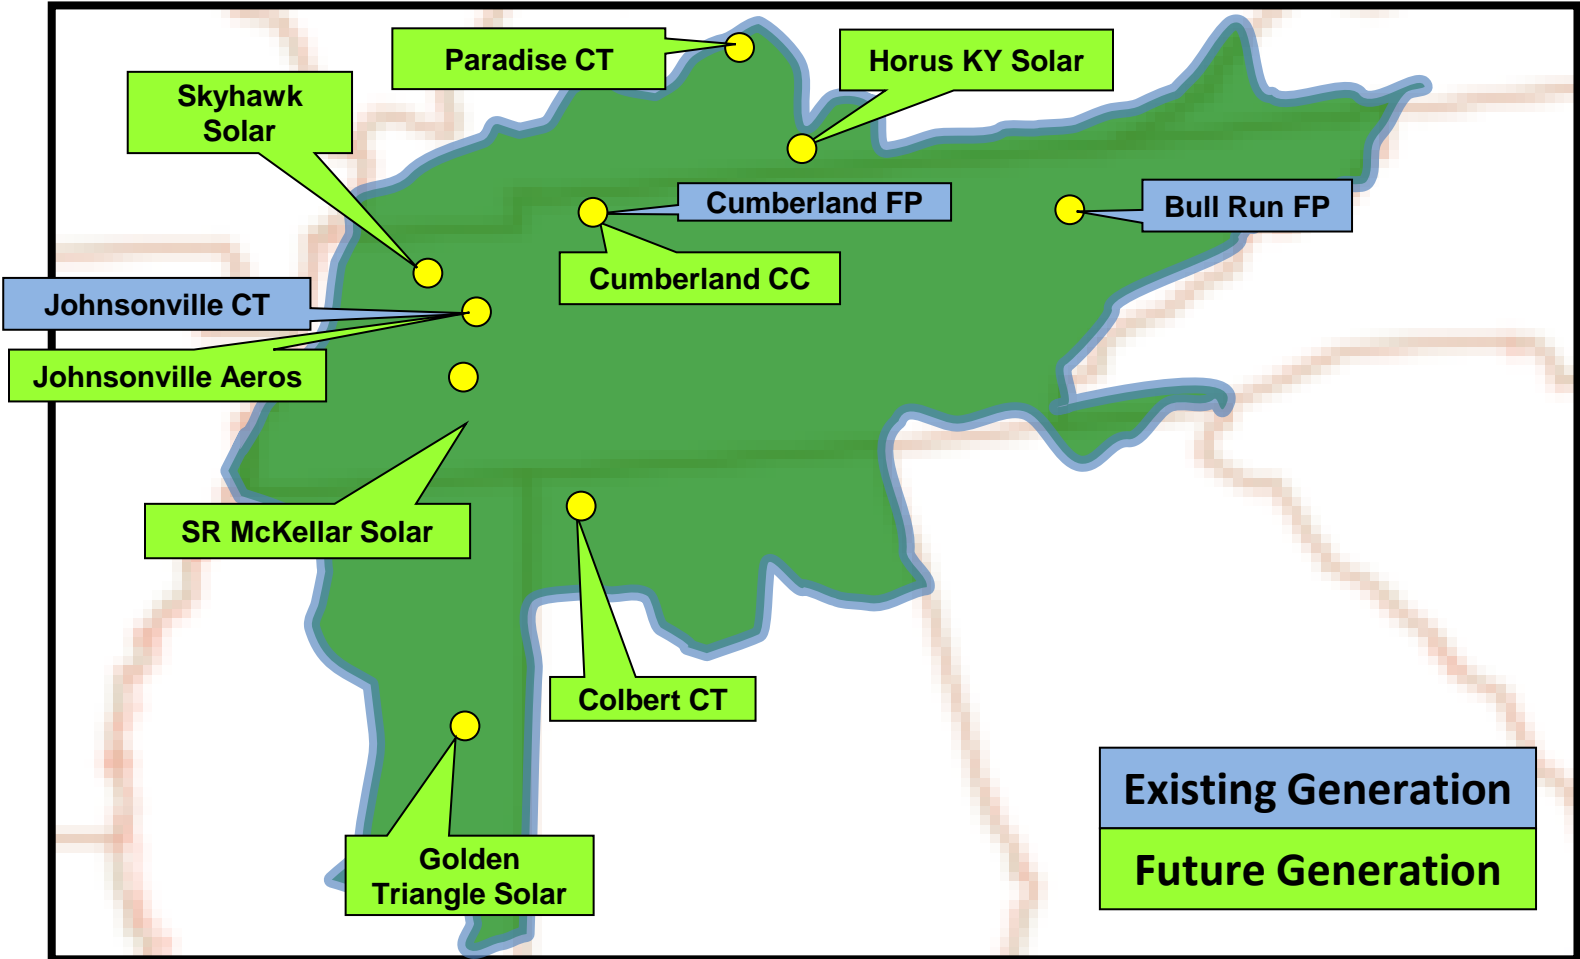 Paradise CT
Horus KY Solar
Skyhawk
Solar
Cumberland FP
Bull Run FP
Cumberland CC
Johnsonville CT
Johnsonville Aeros
SR McKellar Solar
Colbert CT
Golden
Triangle Solar
Existing Generation
Future Generation